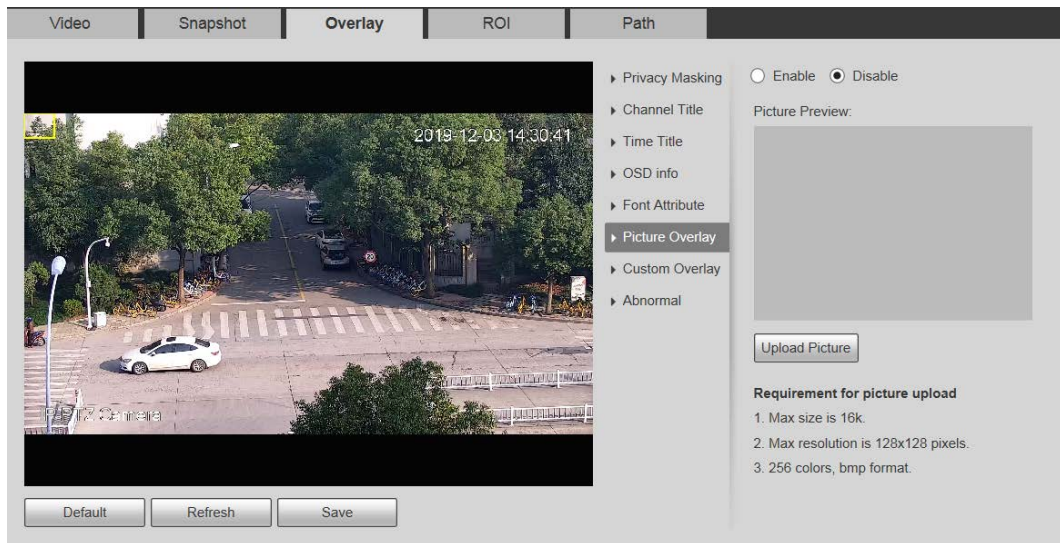 Video Snapshot Overlay ROI Path
2019-12-03 14:30:41
PTZ Camera
Default Refresh Save
Privacy Masking
Channel Title
Time Title
OSD info
Font Attribute
Picture Overlay
Custom Overlay
Abnormal
Enable Disable
Picture Preview:
Upload Picture
Requirement for picture upload
1. Max size is 16k.
2. Max resolution is 128x128 pixels.
3. 256 colors, bmp format.